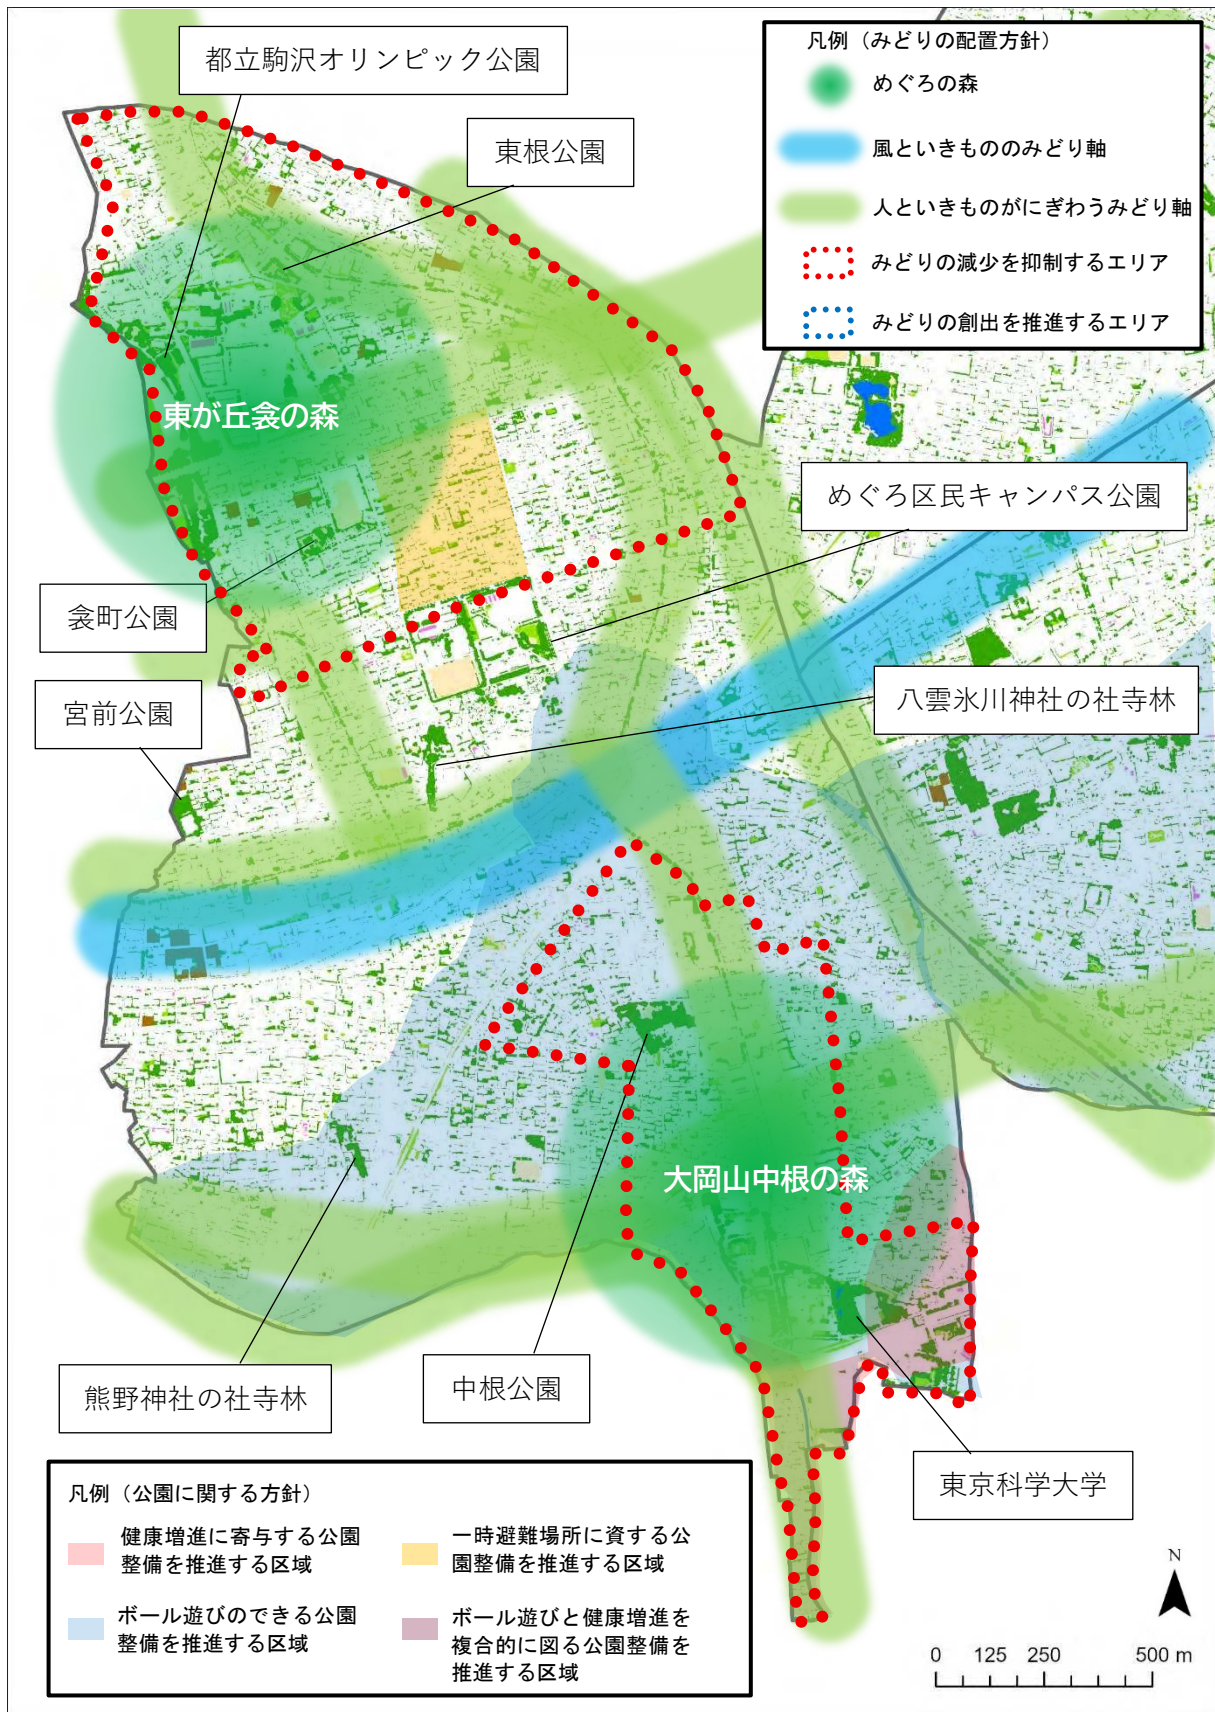 凡例（みどりの配置方針）
めぐろの森
風といきもののみどり軸
人といきものがにぎわうみどり軸
みどりの減少を抑制するエリア
みどりの創出を推進するエリア
都立駒沢オリンピック公園
東根公園
東が丘衾の森
めぐろ区民キャンパス公園
衾町公園
八雲氷川神社の社寺林
宮前公園
大岡山中根の森
熊野神社の社寺林
中根公園
東京科学大学
凡例（公園に関する方針）
健康増進に寄与する公園
整備を推進する区域
一時避難場所に資する公
園整備を推進する区域
ボール遊びのできる公園
整備を推進する区域
ボール遊びと健康増進を
複合的に図る公園整備を
推進する区域
N
0 125 250 500 m